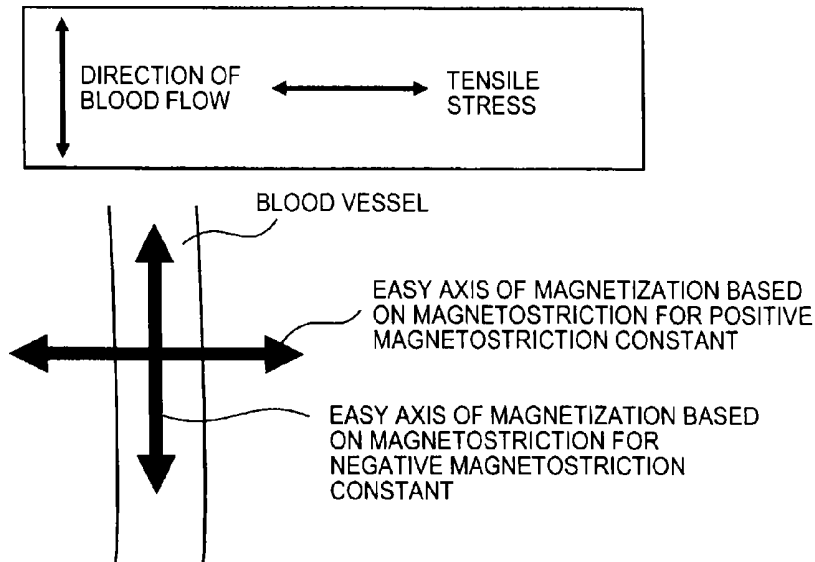 DIRECTION OF
BLOOD FLOW
TENSILE
STRESS
BLOOD VESSEL
EASY AXIS OF MAGNETIZATION BASED
ON MAGNETOSTRICTION FOR POSITIVE
MAGNETOSTRICTION CONSTANT
EASY AXIS OF MAGNETIZATION BASED
ON MAGNETOSTRICTION FOR
NEGATIVE MAGNETOSTRICTION
CONSTANT